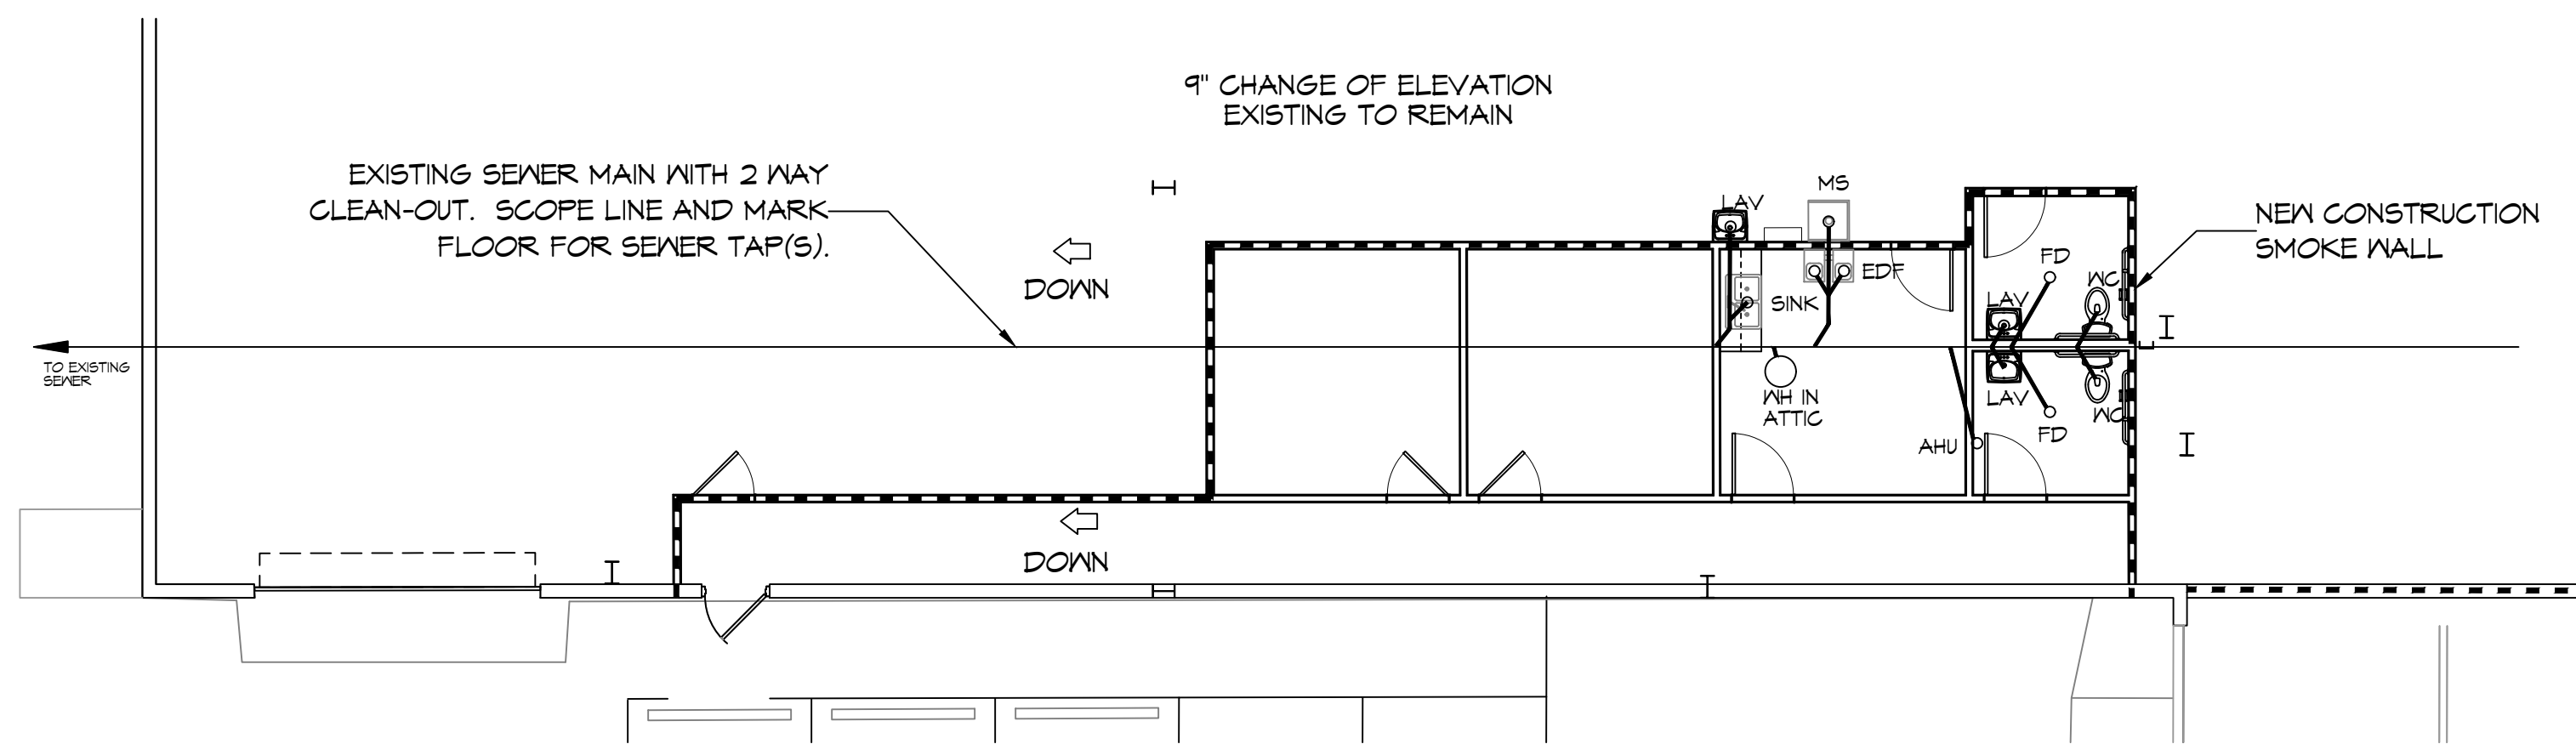 9" CHANGE OF ELEVATION
EXISTING TO REMAIN
EXISTING SEWER MAIN WITH 2 WAY
CLEAN-OUT. SCOPE LINE AND MARK
FLOOR FOR SEWER TAP(S).
DOWN
TO EXISTING
SEWER
LAV
MS
EDF
SINK
WH IN
ATTIC
AHU
FD
WC
LAV
LAV
WC
FD
NEW CONSTRUCTION
SMOKE WALL
DOWN